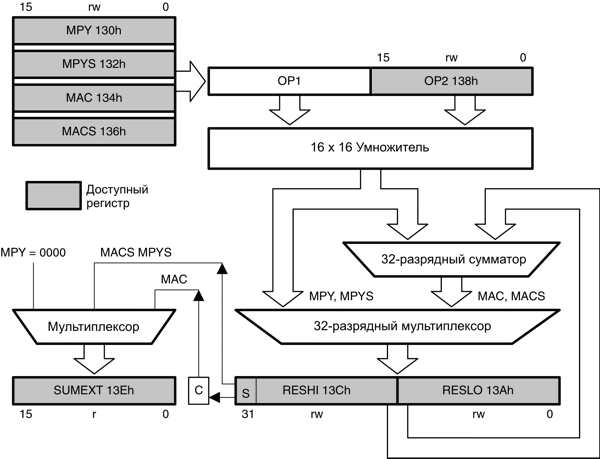 15 rw 0
MPY 130h
MPYS 132h
MAC 134h
MACS 136h
15 rw 0
OP1 OP2 138h
16 x 16 Умножитель
Доступный
регистр
32-разрядный сумматор
MPY = 0000 MACS MPYS
MAC
MPY, MPYS MAC, MACS
Мультиплексор
32-разрядный мультиплексор
SUMEXT 13Eh C S RESHI 13Ch RESLO 13Ah
15 r 0 31 rw rw 0